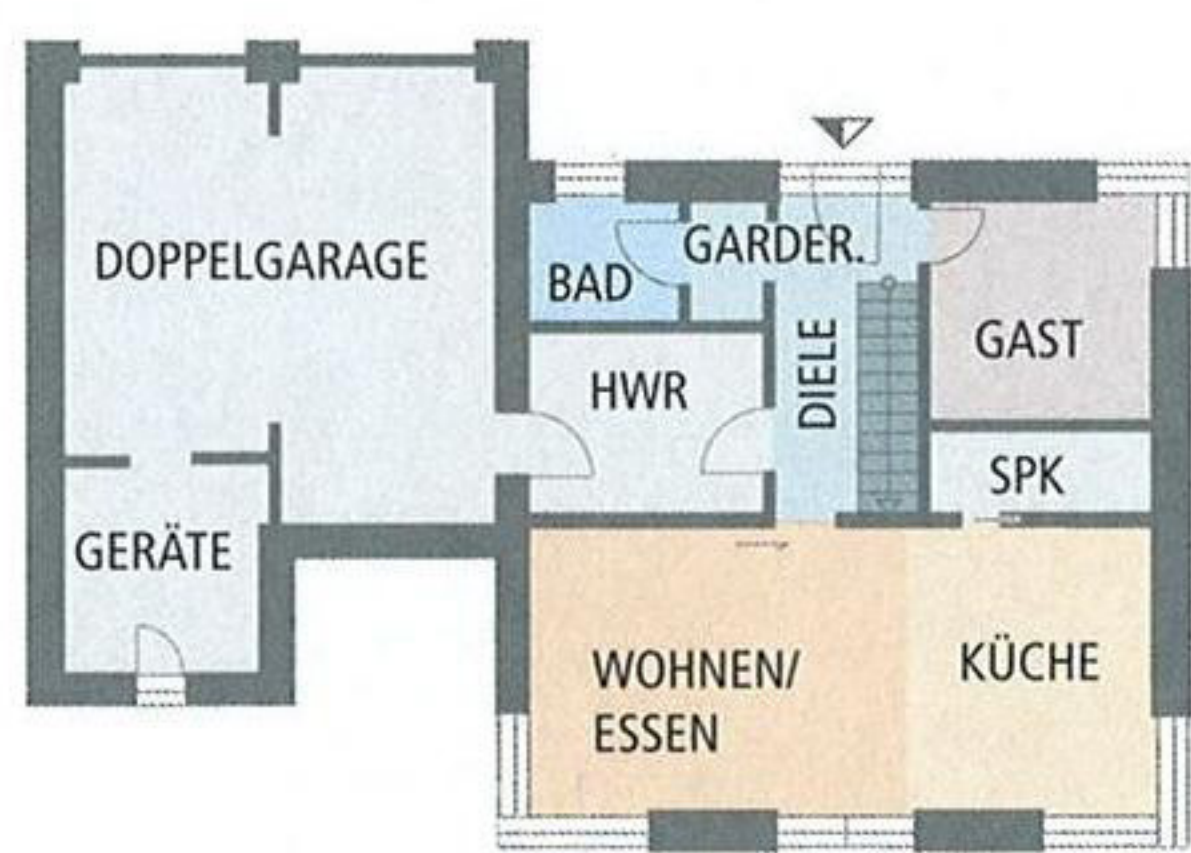 DOPPELGARAGE
BAD
GARDER.
HWR
DIELE
GAST
SPK
GERÄTE
WOHNEN/
ESSEN
KÜCHE